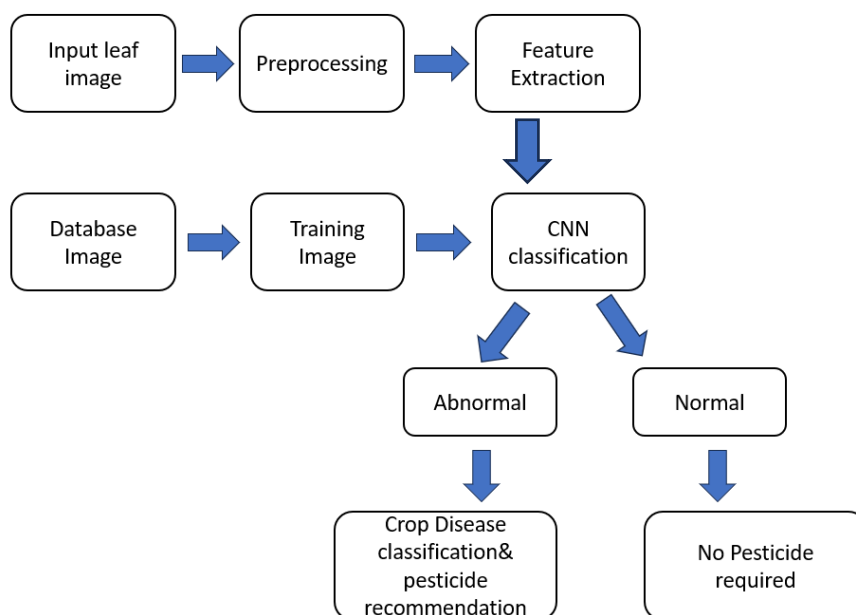 Input leaf
image
Preprocessing
Feature
Extraction
Database
Image
Training
Image
CNN
classification
Abnormal
Normal
Crop Disease
classification&
pesticide
recommendation
No Pesticide
required